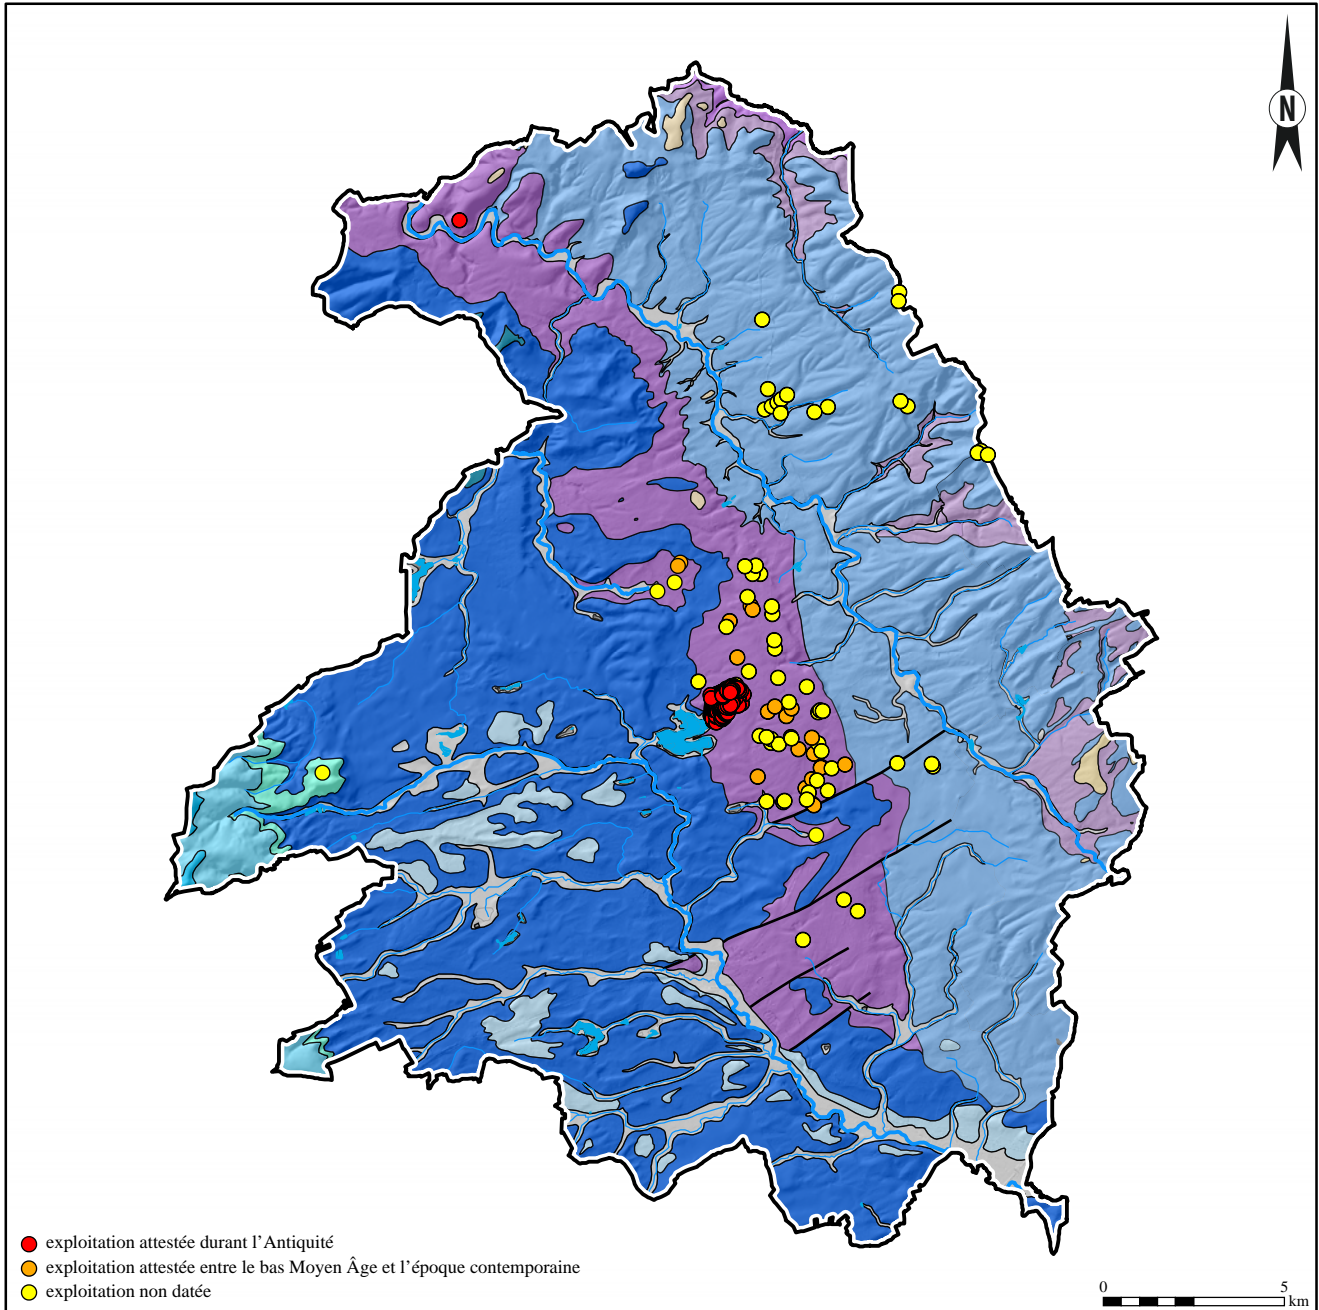 N
exploitation attestée durant l’Antiquité
exploitation attestée entre le bas Moyen Âge et l’époque contemporaine
exploitation non datée
0 5
km